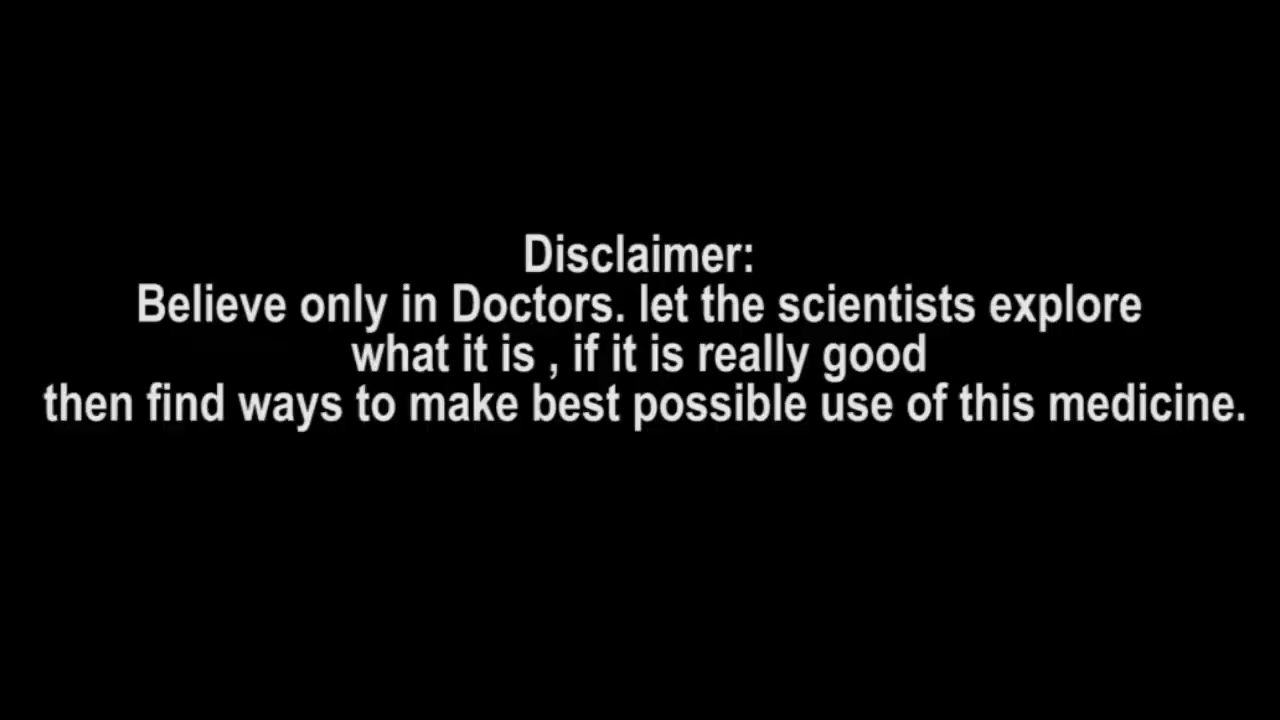 Disclaimer:
Believe only in Doctors. let the scientists explore
what it is , if it is really good
then find ways to make best possible use of this medicine.